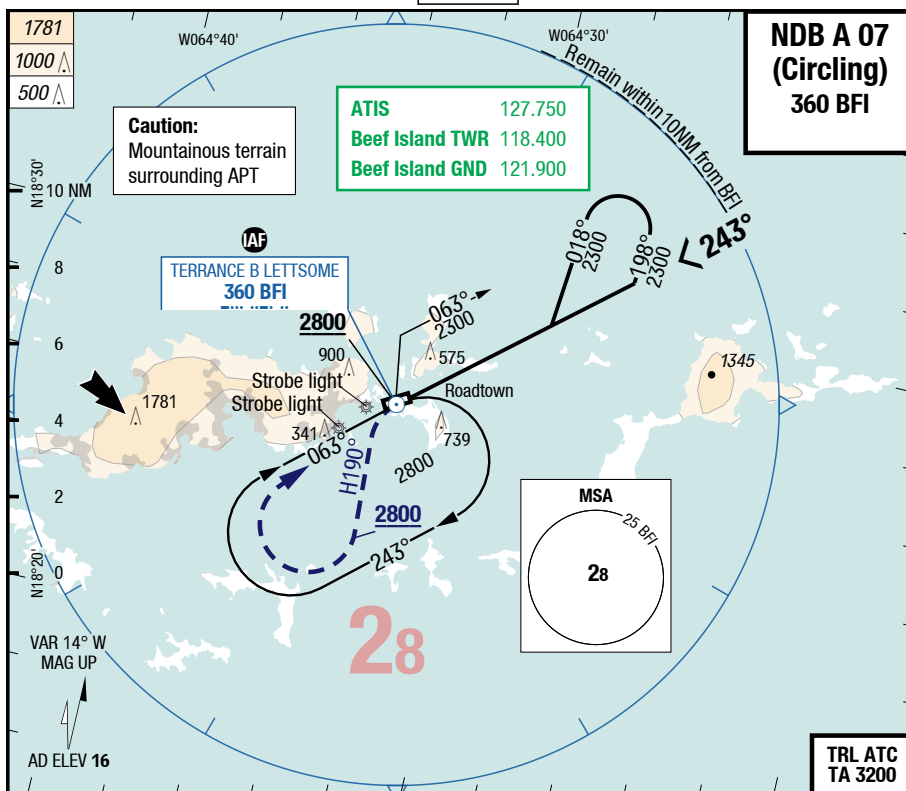 1781
1000
500
W064°40'
W064°30'
NDB A 07
(Circling)
360 BFI
Remain within 10NM from BFI
Caution:
Mountainous terrain
surrounding APT
ATIS 127.750
Beef Island TWR 118.400
Beef Island GND 121.900
N18°30'
10 NM
8
6
4
2
0
N18°20'
IAF
TERRANCE B LETTSOME
360 BFI
018°
2300
198°
2300
243°
2800
063°
2300
900
575
1345
Strobe light
Strobe light
Roadtown
1781
341
739
063°
H190°
2800
2800
243°
MSA
25 BFI
28
28
VAR 14° W
MAG UP
AD ELEV 16
TRL ATC
TA 3200